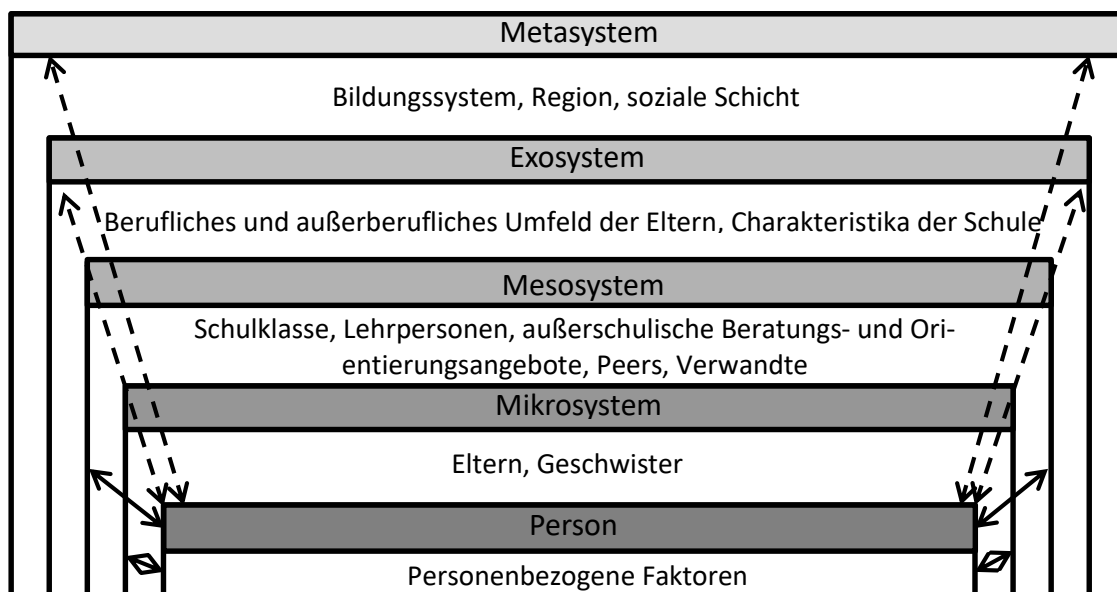 Metasystem
Bildungssystem, Region, soziale Schicht
Exosystem
Berufliches und außerberufliches Umfeld der Eltern, Charakteristika der Schule
Mesosystem
Schulklasse, Lehrpersonen, außerschulische Beratungs- und Ori-
entierungsangebote, Peers, Verwandte
Mikrosystem
Eltern, Geschwister
Person
Personenbezogene Faktoren